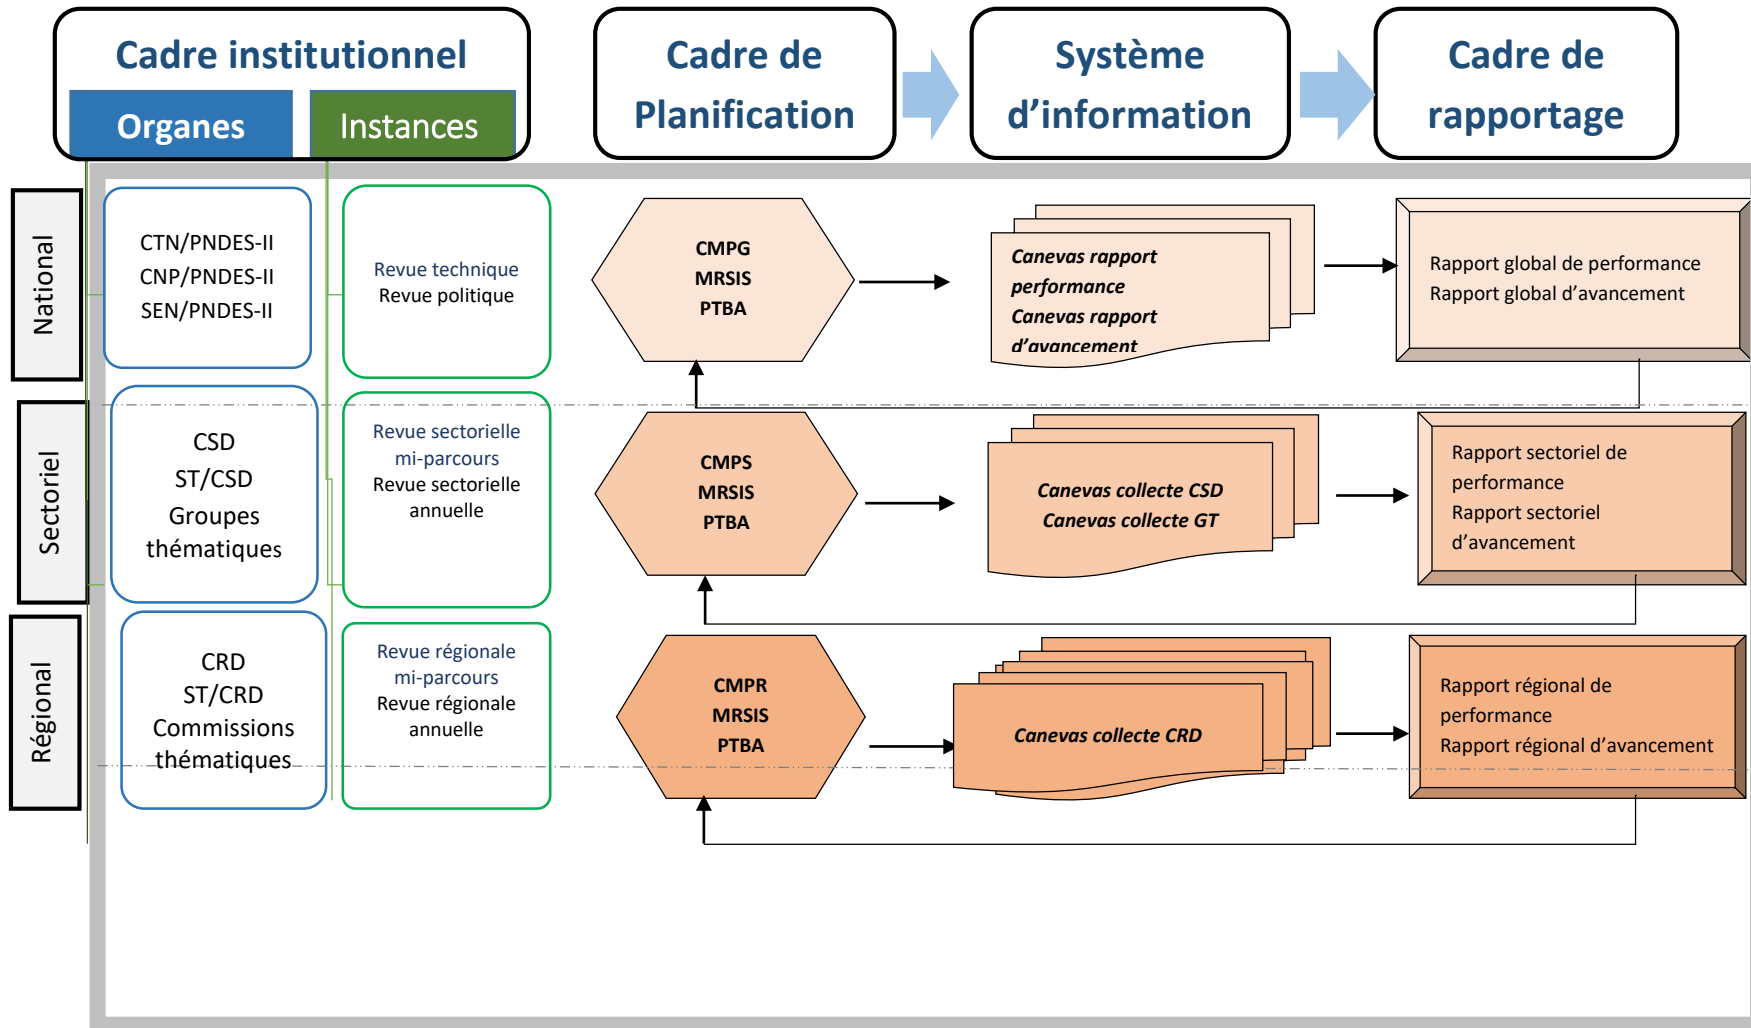 Cadre institutionnel
Organes
Instances
Cadre de
Planification
Système
d’information
Cadre de
rapportage
National
CTN/PNDES-II
CNP/PNDES-II
SEN/PNDES-II
Revue technique
Revue politique
CMPG
MRSIS
PTBA
Canevas rapport
performance
Canevas rapport
d’avancement
Rapport global de performance
Rapport global d’avancement
Sectoriel
CSD
ST/CSD
Groupes
thématiques
Revue sectorielle
mi-parcours
Revue sectorielle
annuelle
CMPS
MRSIS
PTBA
Canevas collecte CSD
Canevas collecte GT
Rapport sectoriel de
performance
Rapport sectoriel
d’avancement
Régional
CRD
ST/CRD
Commissions
thématiques
Revue régionale
mi-parcours
Revue régionale
annuelle
CMPR
MRSIS
PTBA
Canevas collecte CRD
Rapport régional de
performance
Rapport régional d’avancement